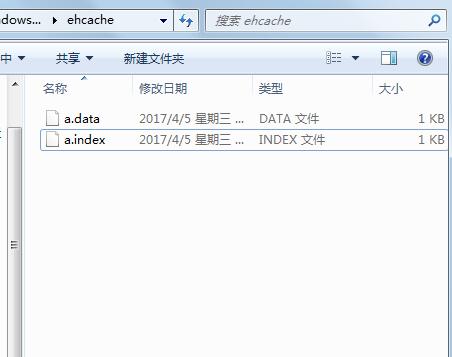 ndows... ▸ ehcache
搜索 ehcache
中 共享 新建文件夹
名称 修改日期 类型 大小
a.data 2017/4/5 星期三 ... DATA 文件 1 KB
a.index 2017/4/5 星期三 ... INDEX 文件 1 KB